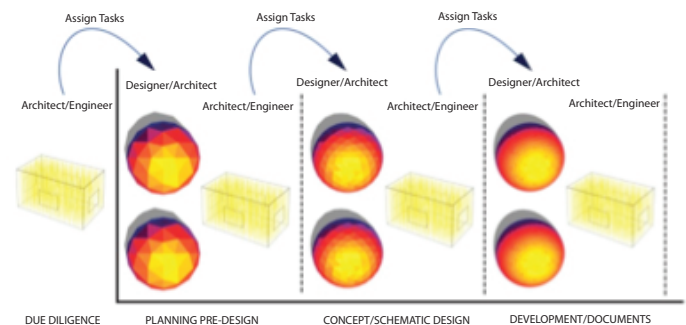 Assign Tasks
Assign Tasks
Assign Tasks
Architect/Engineer
Designer/Architect
Architect/Engineer
Designer/Architect
Architect/Engineer
Designer/Architect
Architect/Engineer
DUE DILIGENCE
PLANNING PRE-DESIGN
CONCEPT/SCHEMATIC DESIGN
DEVELOPMENT/DOCUMENTS